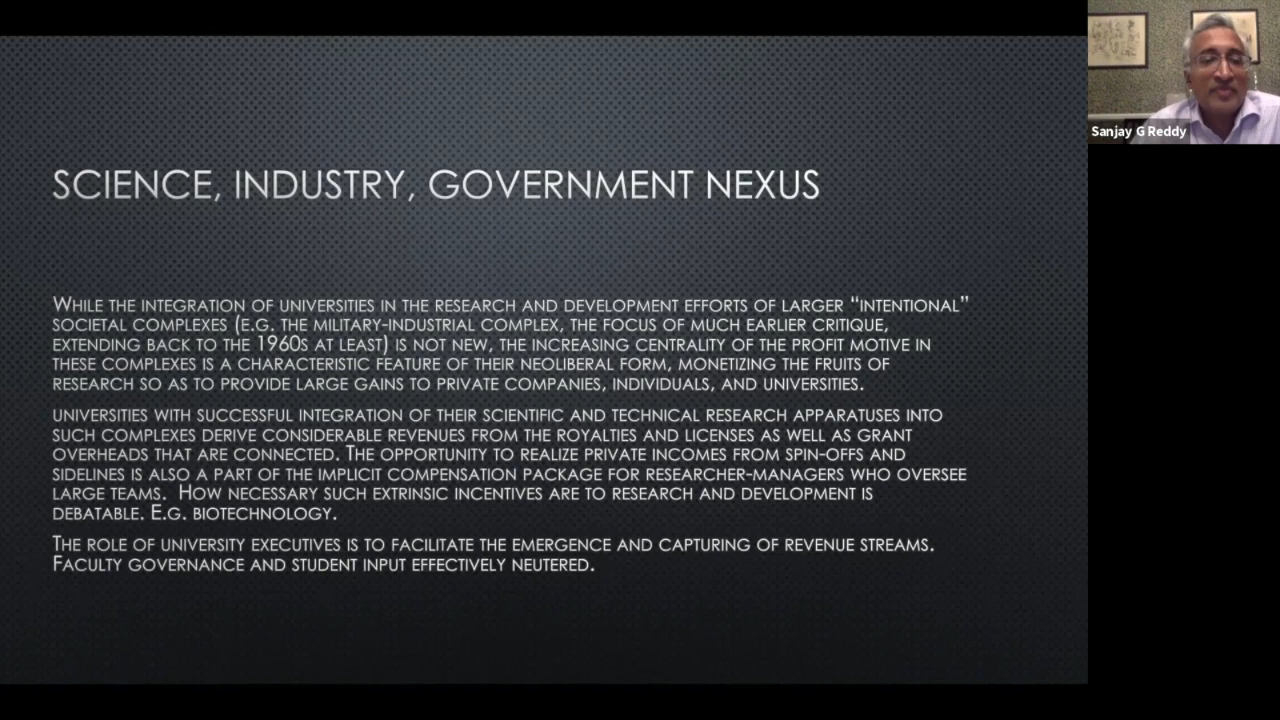 SCIENCE, INDUSTRY, GOVERNMENT NEXUS
WHILE THE INTEGRATION OF UNIVERSITIES IN THE RESEARCH AND DEVELOPMENT EFFORTS OF LARGER “INTENTIONAL”
SOCIETAL COMPLEXES (E.G. THE MILITARY-INDUSTRIAL COMPLEX, THE FOCUS OF MUCH EARLIER CRITIQUE,
EXTENDING BACK TO THE 1960S AT LEAST) IS NOT NEW, THE INCREASING CENTRALITY OF THE PROFIT MOTIVE IN
THESE COMPLEXES IS A CHARACTERISTIC FEATURE OF THEIR NEOLIBERAL FORM, MONETIZING THE FRUITS OF
RESEARCH SO AS TO PROVIDE LARGE GAINS TO PRIVATE COMPANIES, INDIVIDUALS, AND UNIVERSITIES.
UNIVERSITIES WITH SUCCESSFUL INTEGRATION OF THEIR SCIENTIFIC AND TECHNICAL RESEARCH APPARATUSES INTO
SUCH COMPLEXES DERIVE CONSIDERABLE REVENUES FROM THE ROYALTIES AND LICENSES AS WELL AS GRANT
OVERHEADS THAT ARE CONNECTED. THE OPPORTUNITY TO REALIZE PRIVATE INCOMES FROM SPIN-OFFS AND
SIDELINES IS ALSO A PART OF THE IMPLICIT COMPENSATION PACKAGE FOR RESEARCHER-MANAGERS WHO OVERSEE
LARGE TEAMS. HOW NECESSARY SUCH EXTRINSIC INCENTIVES ARE TO RESEARCH AND DEVELOPMENT IS
DEBATABLE. E.G. BIOTECHNOLOGY.
THE ROLE OF UNIVERSITY EXECUTIVES IS TO FACILITATE THE EMERGENCE AND CAPTURING OF REVENUE STREAMS.
FACULTY GOVERNANCE AND STUDENT INPUT EFFECTIVELY NEUTERED.
Sanjay G Reddy